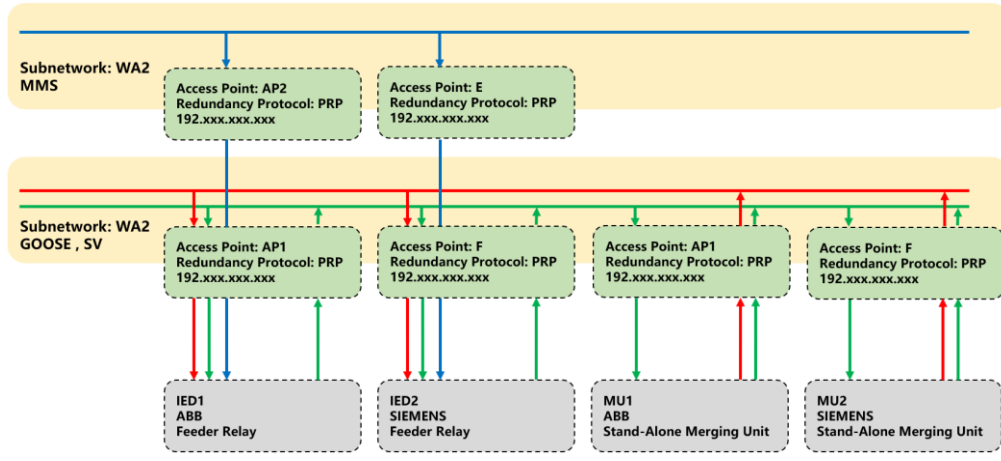 Subnetwork: WA2
MMS
Access Point: AP2
Redundancy Protocol: PRP
192.xxx.xxx.xxx
Access Point: E
Redundancy Protocol: PRP
192.xxx.xxx.xxx
Subnetwork: WA2
GOOSE , SV
Access Point: AP1
Redundancy Protocol: PRP
192.xxx.xxx.xxx
Access Point: F
Redundancy Protocol: PRP
192.xxx.xxx.xxx
Access Point: AP1
Redundancy Protocol: PRP
192.xxx.xxx.xxx
Access Point: F
Redundancy Protocol: PRP
192.xxx.xxx.xxx
IED1
ABB
Feeder Relay
IED2
SIEMENS
Feeder Relay
MU1
ABB
Stand-Alone Merging Unit
MU2
SIEMENS
Stand-Alone Merging Unit